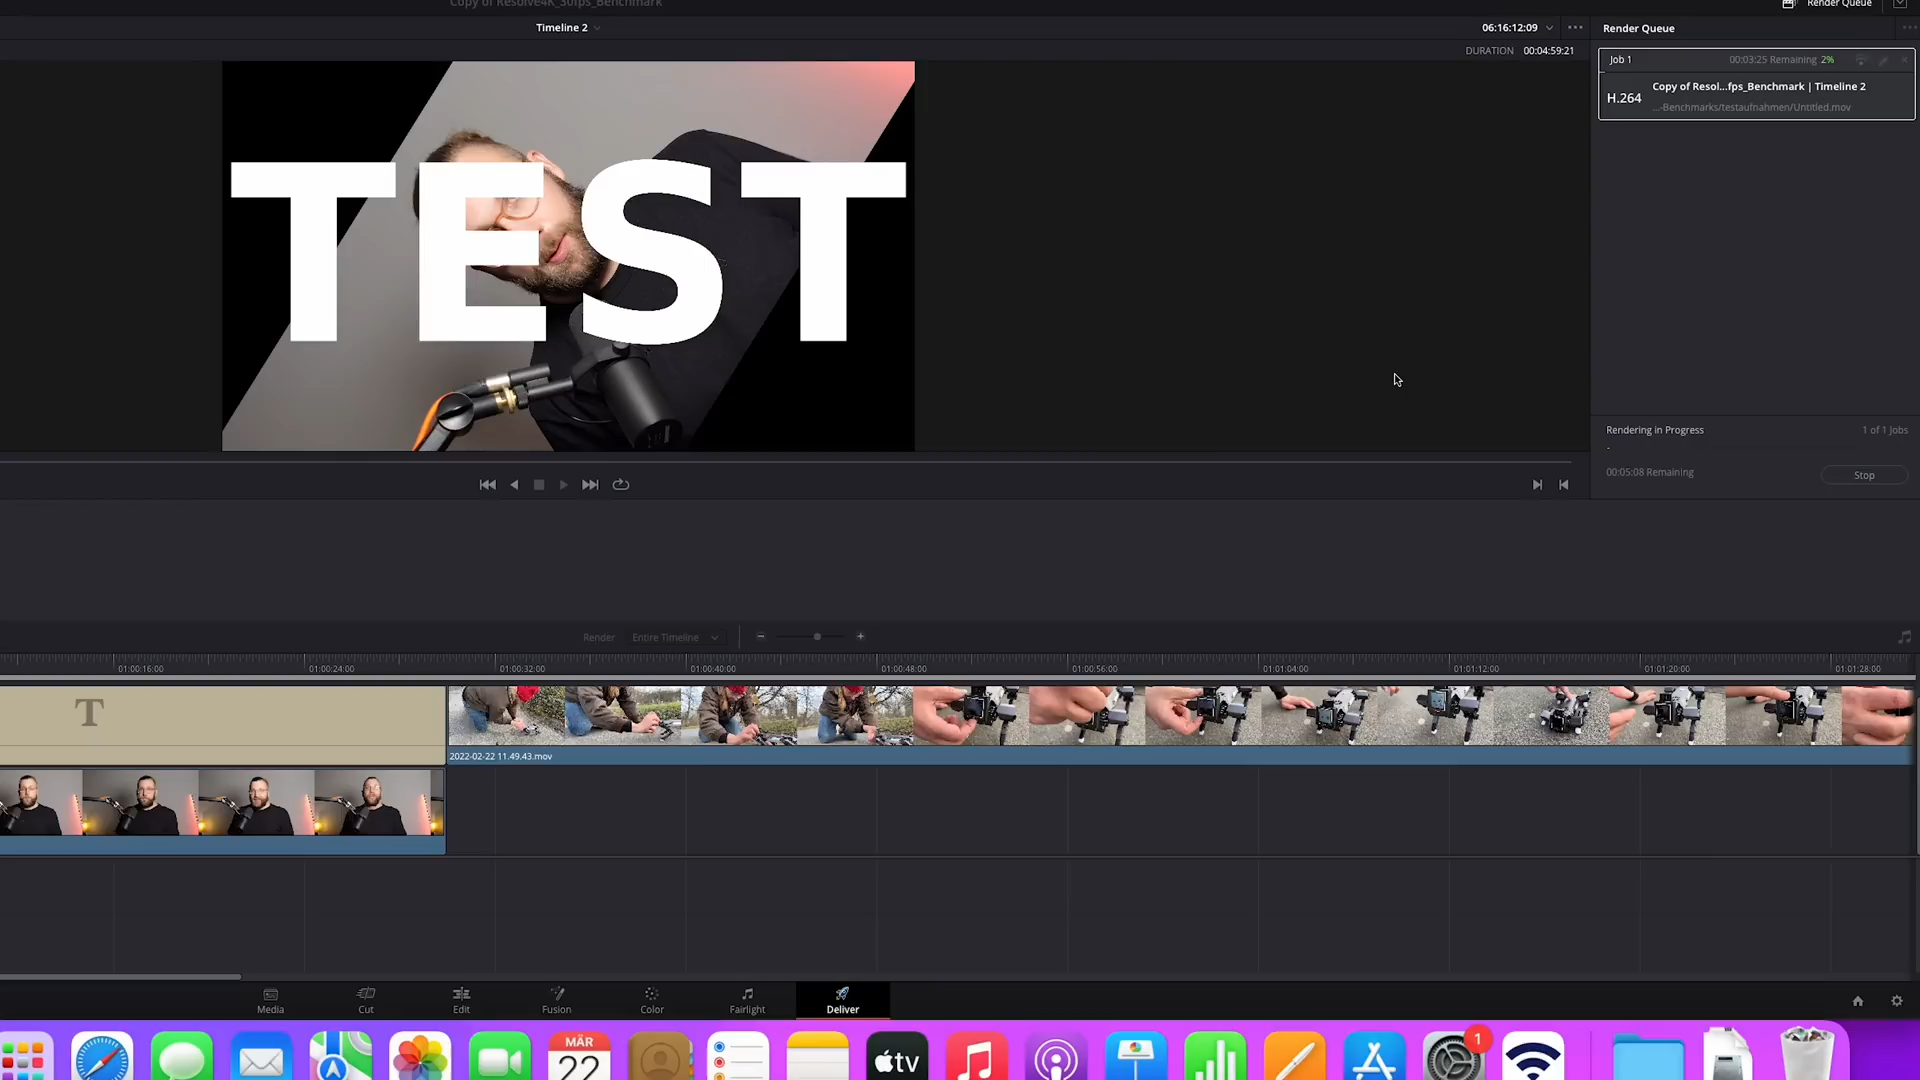 Copy of Resolve4K_30fps_Benchmark
Render Queue
Timeline 2
06:16:12:09
Render Queue
DURATION 00:04:59:21
Job 1
00:03:25 Remaining 2%
H.264
Copy of Resol...fps_Benchmark | Timeline 2
...-Benchmarks/testaufnahmen/Untitled.mov
TEST
Rendering in Progress
1 of 1 Jobs
-
00:05:08 Remaining
Stop
Render
Entire Timeline
01:00:16:00
01:00:24:00
01:00:32:00
01:00:40:00
01:00:48:00
01:00:56:00
01:01:04:00
01:01:12:00
01:01:20:00
01:01:28:00
T
2022-02-22 11.49.43.mov
Media
Cut
Edit
Fusion
Color
Fairlight
Deliver
MÄR
22
tv
1